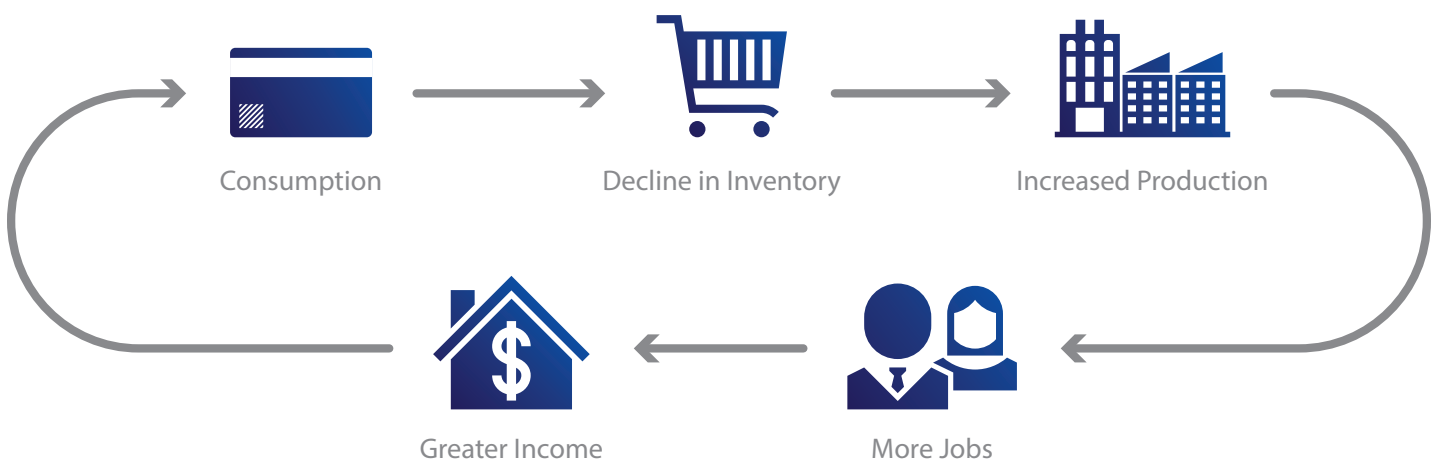 Consumption
Decline in Inventory
Increased Production
$
Greater Income
More Jobs